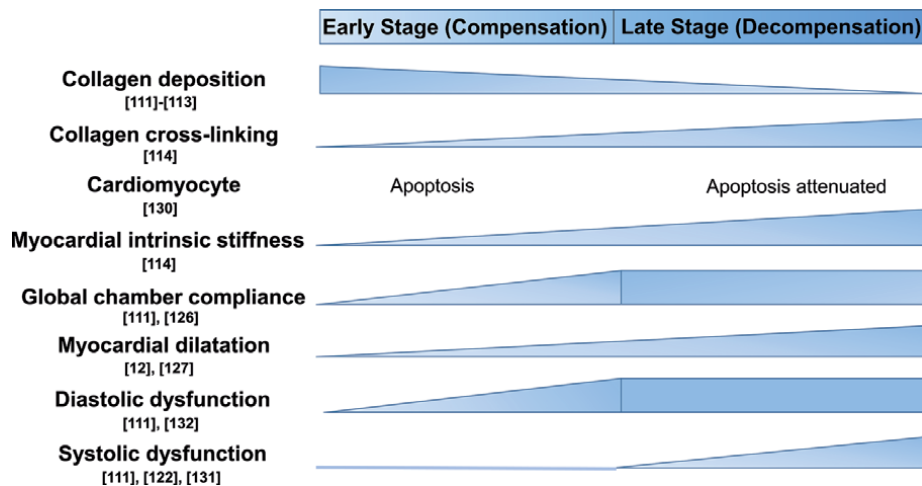 Early Stage (Compensation) Late Stage (Decompensation)
Collagen deposition
[111]-[113]
Collagen cross-linking
[114]
Cardiomyocyte Apoptosis Apoptosis attenuated
[130]
Myocardial intrinsic stiffness
[114]
Global chamber compliance
[111], [126]
Myocardial dilatation
[12], [127]
Diastolic dysfunction
[111], [132]
Systolic dysfunction
[111], [122], [131]